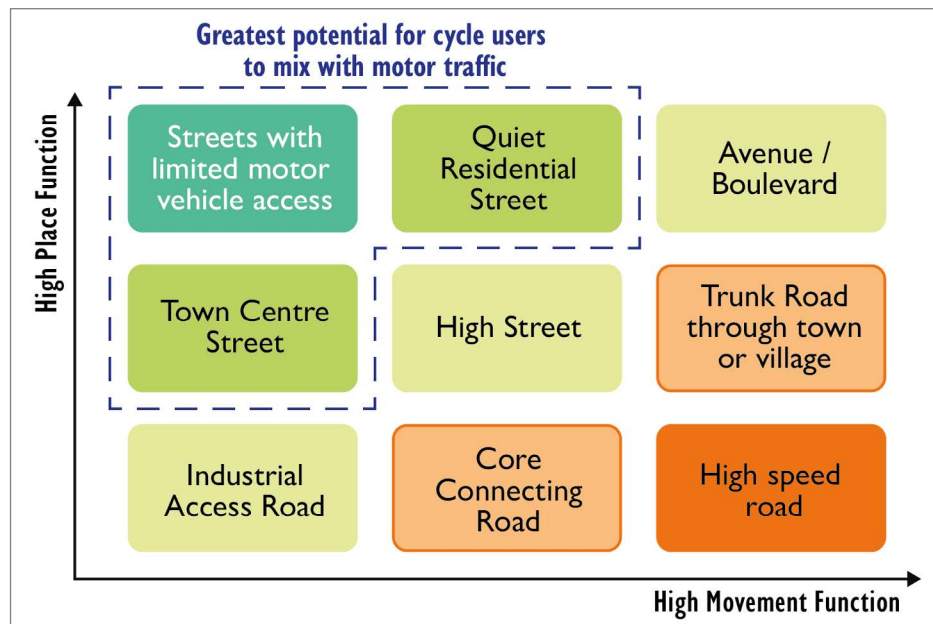 Greatest potential for cycle users
to mix with motor traffic
High Place Function
Streets with
limited motor
vehicle access
Quiet
Residential
Street
Avenue /
Boulevard
Town Centre
Street
High Street
Trunk Road
through town
or village
Industrial
Access Road
Core
Connecting
Road
High speed
road
High Movement Function